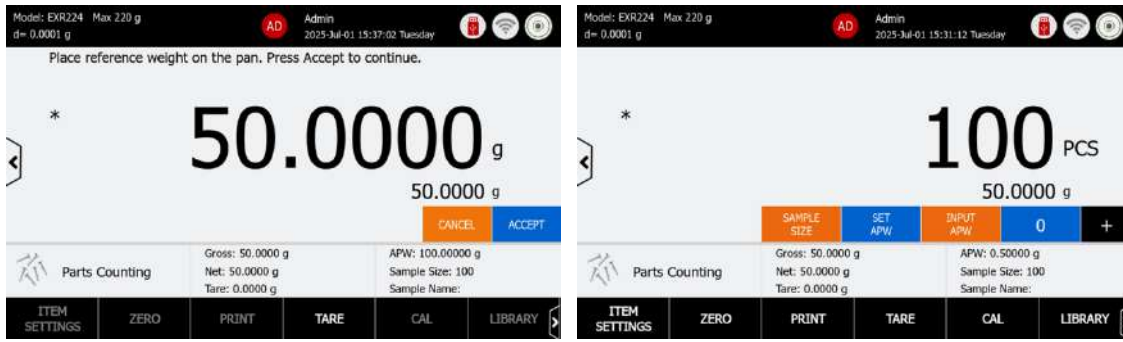 Model: EXR224 Max 220 g
d= 0.0001 g
AD
Admin
2025-Jul-01 15:37:02 Tuesday
Place reference weight on the pan. Press Accept to continue.
*
50.0000 g
50.0000 g
CANCEL
ACCEPT
Parts Counting
Gross: 50.0000 g
Net: 50.0000 g
Tare: 0.0000 g
APW: 100.00000 g
Sample Size: 100
Sample Name:
ITEM SETTINGS
ZERO
PRINT
TARE
CAL
LIBRARY
Model: EXR224 Max 220 g
d= 0.0001 g
AD
Admin
2025-Jul-01 15:31:12 Tuesday
*
100 PCS
50.0000 g
SAMPLE SIZE
SET APW
INPUT APW
0
+
Parts Counting
Gross: 50.0000 g
Net: 50.0000 g
Tare: 0.0000 g
APW: 0.50000 g
Sample Size: 100
Sample Name:
ITEM SETTINGS
ZERO
PRINT
TARE
CAL
LIBRARY